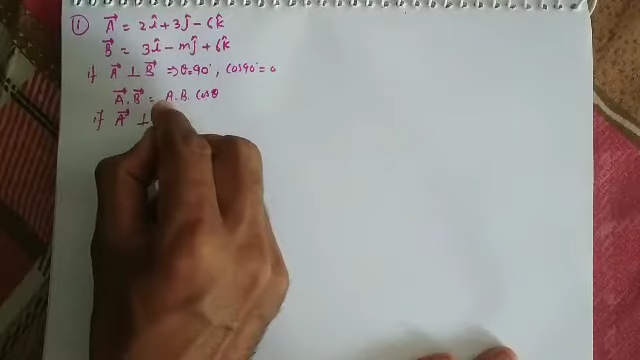 ① A⃗ = 2î + 3ĵ - 6k̂
B⃗ = 3î - mĵ + 6k̂
if A⃗ ⊥ B⃗ ⇒ θ=90°, cos90°=0
A⃗ . B⃗ = A.B. cosθ
if A⃗ ⊥